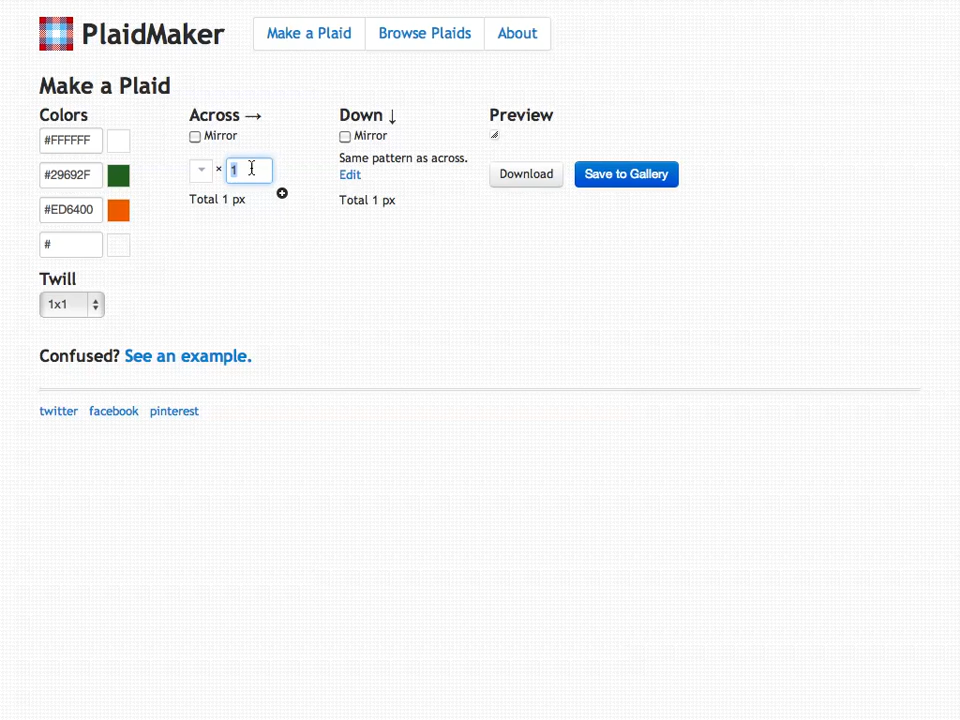 PlaidMaker
Make a Plaid
Browse Plaids
About
Make a Plaid
Colors
#FFFFFF
#29692F
#ED6400
#
Twill
1x1
Across →
Mirror
× 1
Total 1 px
Down ↓
Mirror
Same pattern as across.
Edit
Total 1 px
Preview
Download
Save to Gallery
Confused? See an example.
twitter facebook pinterest